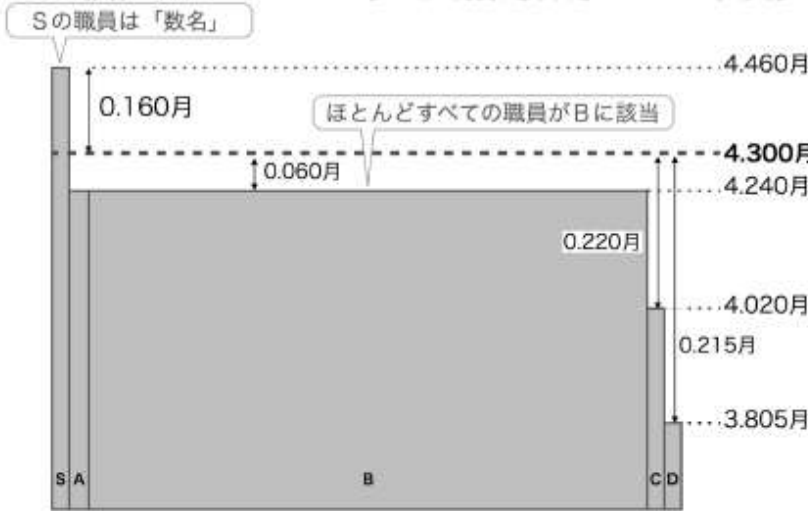 Sの職員は「数名」
4.460月
0.160月
ほとんどすべての職員がBに該当
4.300月
0.060月
4.240月
0.220月
4.020月
0.215月
3.805月
S A B C D